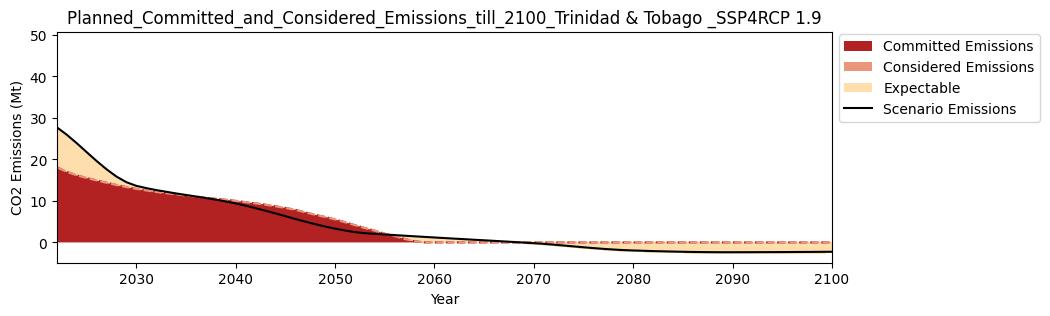 Planned_Committed_and_Considered_Emissions_till_2100_Trinidad & Tobago _SSP4RCP 1.9
50
40
30
20
10
0
CO2 Emissions (Mt)
2030
2040
2050
2060
2070
2080
2090
2100
Year
Committed Emissions
Considered Emissions
Expectable
Scenario Emissions